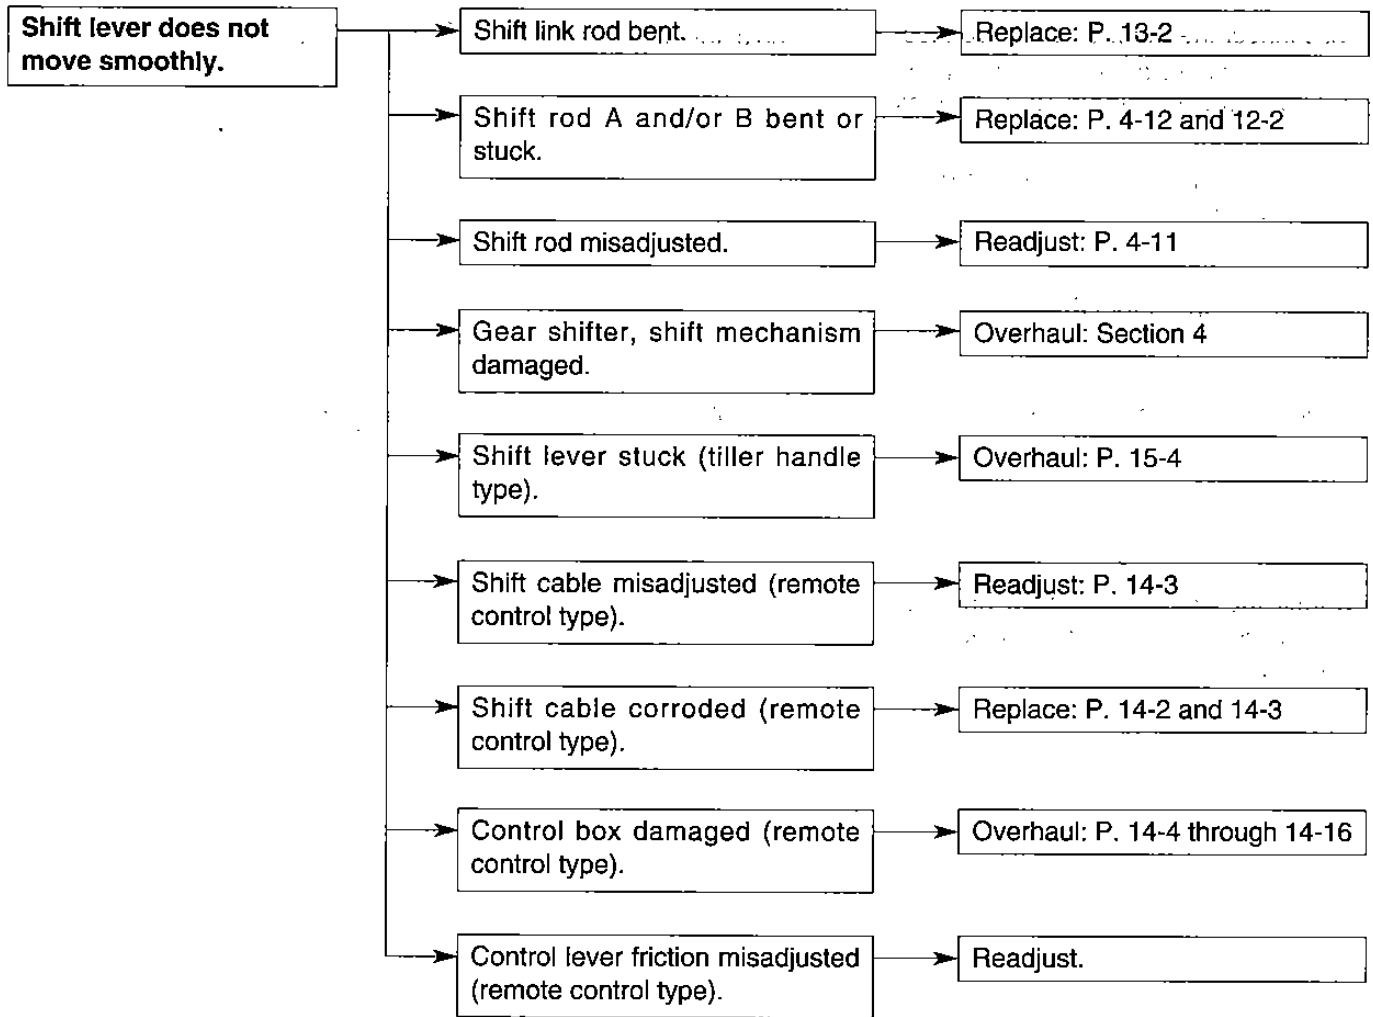 Shift lever does not
move smoothly.
Shift link rod bent.
Replace: P. 13-2
Shift rod A and/or B bent or
stuck.
Replace: P. 4-12 and 12-2
Shift rod misadjusted.
Readjust: P. 4-11
Gear shifter, shift mechanism
damaged.
Overhaul: Section 4
Shift lever stuck (tiller handle
type).
Overhaul: P. 15-4
Shift cable misadjusted (remote
control type).
Readjust: P. 14-3
Shift cable corroded (remote
control type).
Replace: P. 14-2 and 14-3
Control box damaged (remote
control type).
Overhaul: P. 14-4 through 14-16
Control lever friction misadjusted
(remote control type).
Readjust.